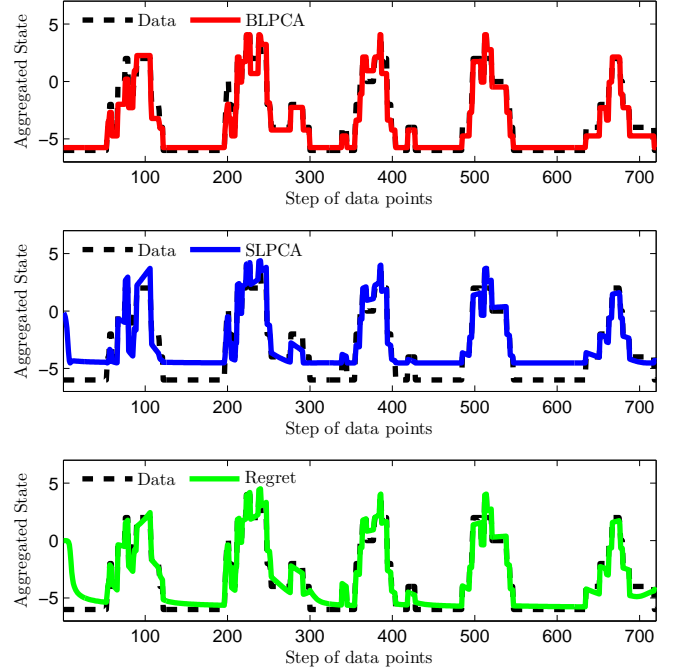 Data BLPCA
Aggregated State
5
0
−5
100 200 300 400 500 600 700
Step of data points
Data SLPCA
Aggregated State
5
0
−5
100 200 300 400 500 600 700
Step of data points
Data Regret
Aggregated State
5
0
−5
100 200 300 400 500 600 700
Step of data points